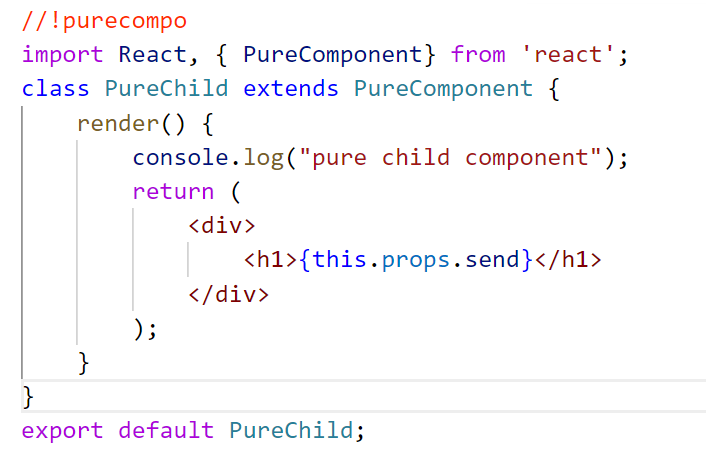 //!purecompo
import React, { PureComponent} from 'react';
class PureChild extends PureComponent {
    render() {
        console.log("pure child component");
        return (
            <div>
                <h1>{this.props.send}</h1>
            </div>
        );
    }
}
export default PureChild;